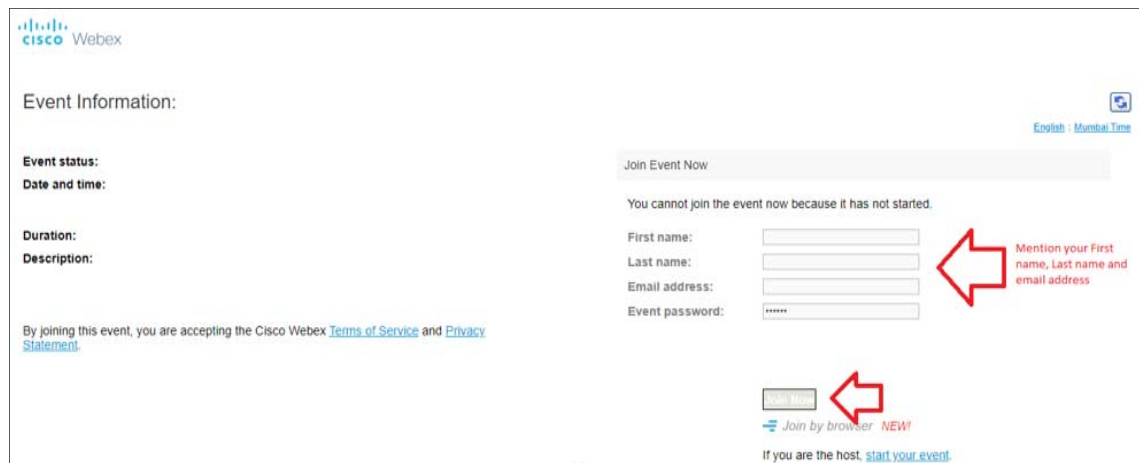 cisco Webex
Event Information:
English : Mumbai Time
Event status:
Date and time:
Duration:
Description:
By joining this event, you are accepting the Cisco Webex Terms of Service and Privacy
Statement.
Join Event Now
You cannot join the event now because it has not started.
First name:
Last name:
Email address:
Event password: ••••••
Mention your First
name, Last name and
email address
Join Now
Join by browser NEW!
If you are the host, start your event.